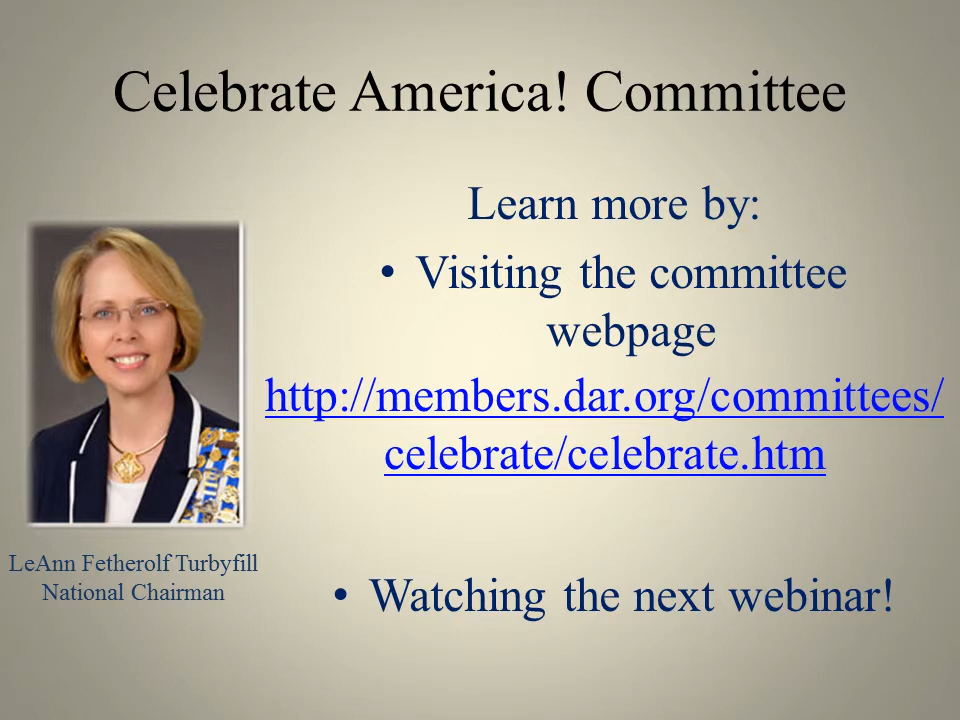 Celebrate America! Committee
Learn more by:
• Visiting the committee
webpage
http://members.dar.org/committees/
celebrate/celebrate.htm
• Watching the next webinar!
LeAnn Fetherolf Turbyfill
National Chairman